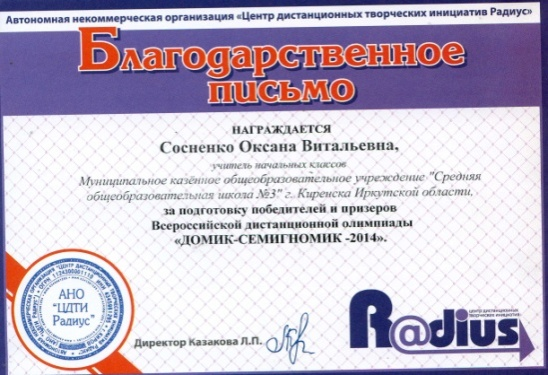 Автономная некоммерческая организация «Центр дистанционных творческих инициатив Радиус»
Благодарственное
письмо
НАГРАЖДАЕТСЯ
Сосненко Оксана Витальевна,
учитель начальных классов
Муниципальное казённое общеобразовательное учреждение "Средняя
общеобразовательная школа №3" г. Киренска Иркутской области,
за подготовку победителей и призеров
Всероссийской дистанционной олимпиады
«ДОМИК-СЕМИГНОМИК -2014».
АНО
"ЦДТИ
Радиус"
Директор Казакова Л.П.
R@dius
центр дистанционных
творческих инициатив